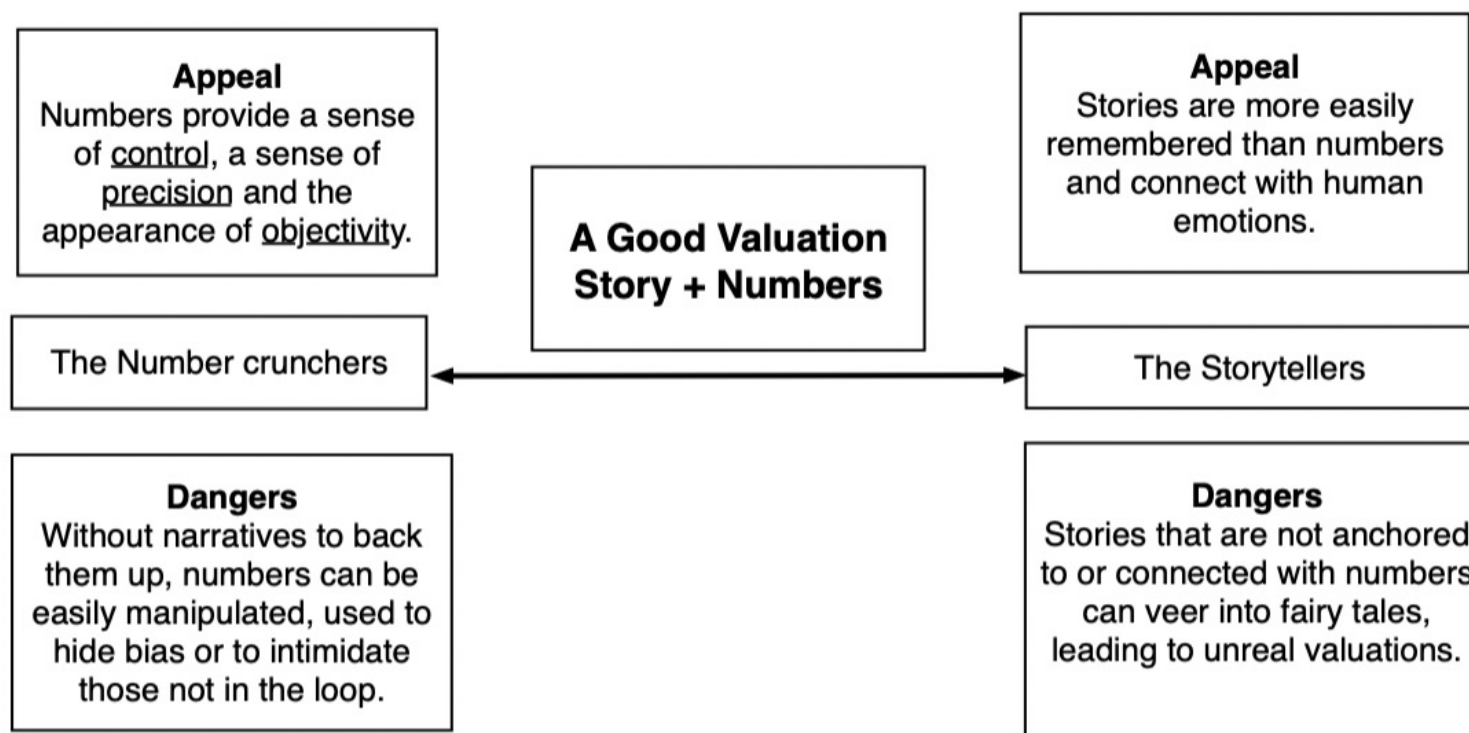 Appeal
Numbers provide a sense
of control, a sense of
precision and the
appearance of objectivity.
The Number crunchers
Dangers
Without narratives to back
them up, numbers can be
easily manipulated, used to
hide bias or to intimidate
those not in the loop.
A Good Valuation
Story + Numbers
Appeal
Stories are more easily
remembered than numbers
and connect with human
emotions.
The Storytellers
Dangers
Stories that are not anchored
to or connected with numbers
can veer into fairy tales,
leading to unreal valuations.